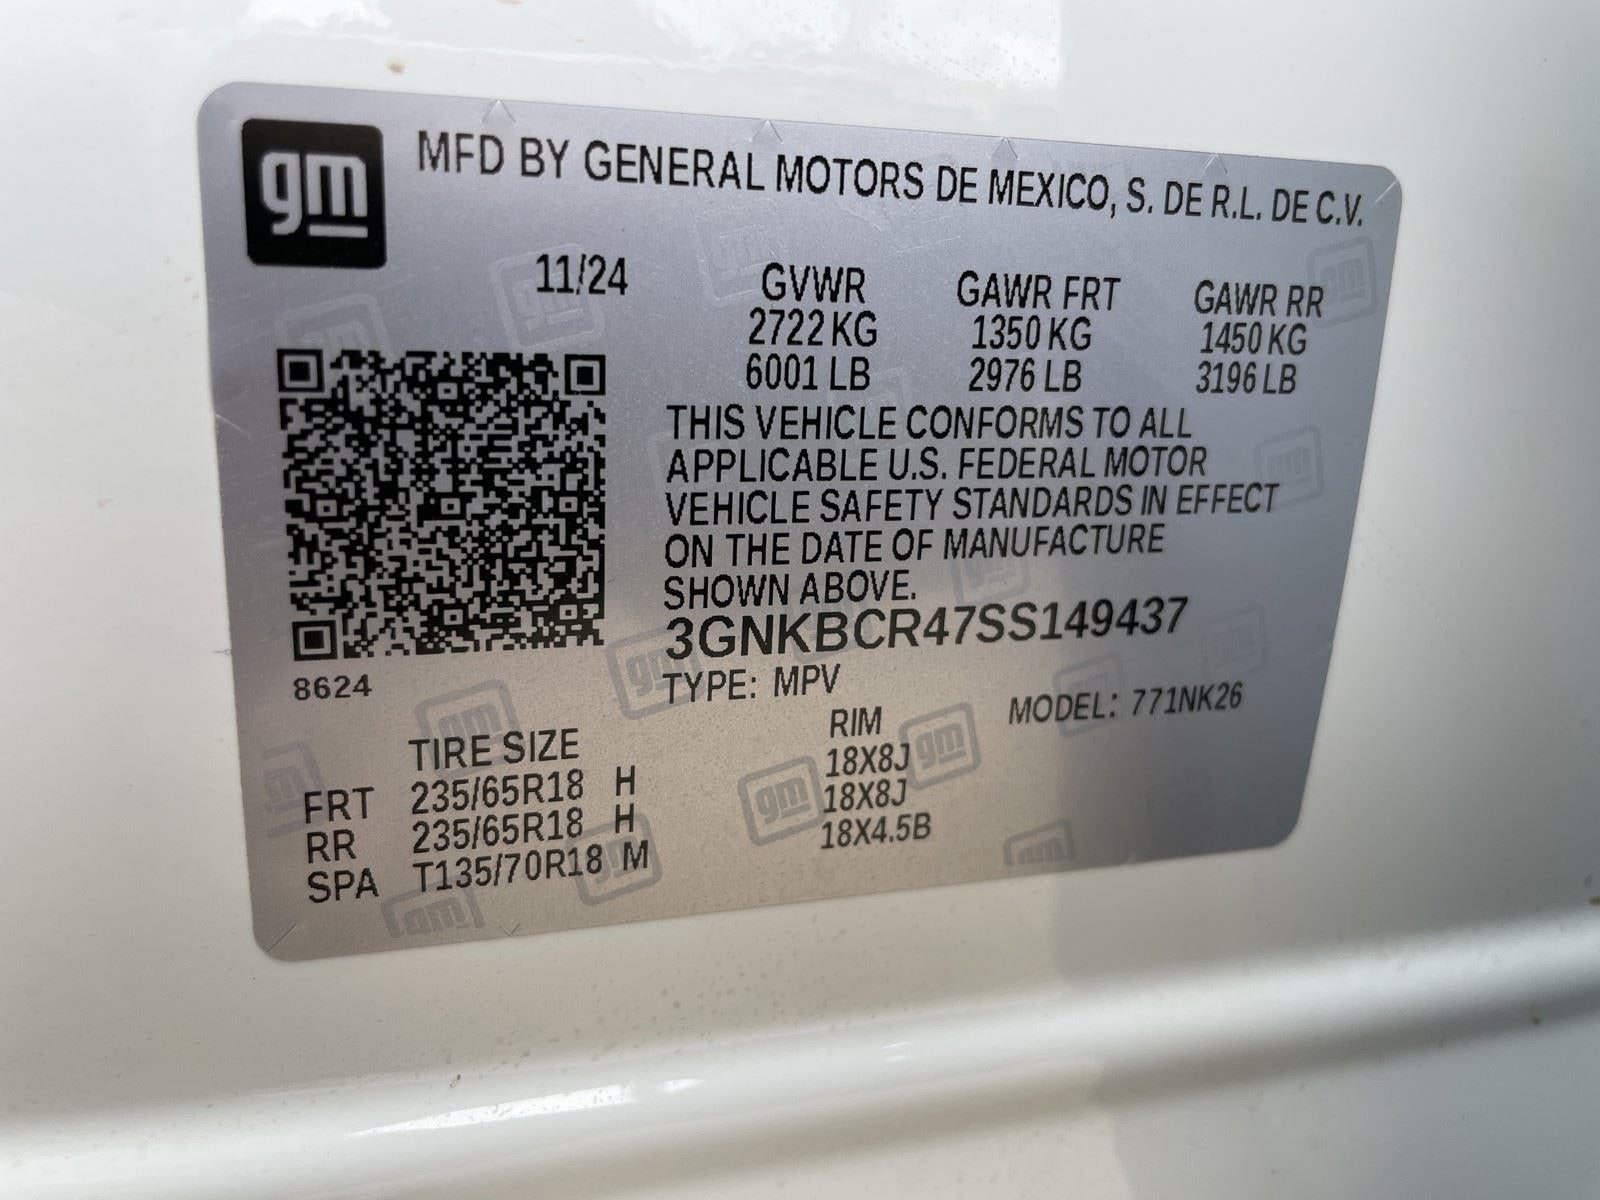 gm
MFD BY GENERAL MOTORS DE MEXICO, S. DE R.L. DE C.V.
11/24 GVWR GAWR FRT GAWR RR
2722 KG 1350 KG 1450 KG
6001 LB 2976 LB 3196 LB
THIS VEHICLE CONFORMS TO ALL
APPLICABLE U.S. FEDERAL MOTOR
VEHICLE SAFETY STANDARDS IN EFFECT
ON THE DATE OF MANUFACTURE
SHOWN ABOVE.
3GNKBCR47SS149437
8624
TYPE: MPV MODEL: 771NK26
TIRE SIZE RIM
FRT 235/65R18 H 18X8J
RR 235/65R18 H 18X8J
SPA T135/70R18 M 18X4.5B